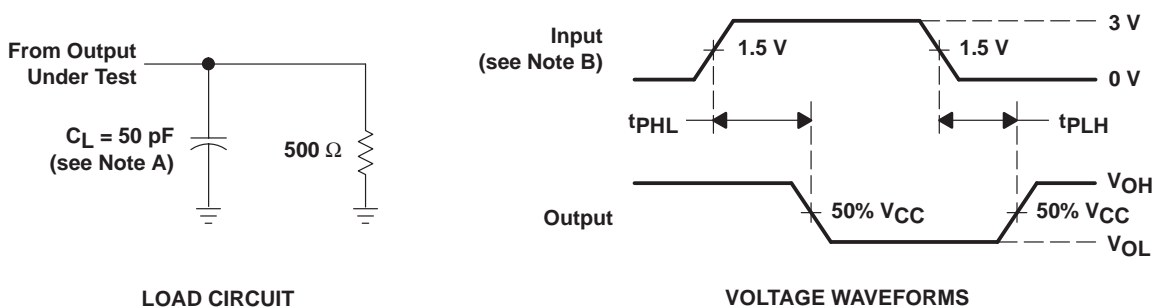 From Output
Under Test
CL = 50 pF
(see Note A)
500 Ω
LOAD CIRCUIT
Input
(see Note B)
1.5 V
1.5 V
3 V
0 V
tPHL
tPLH
Output
50% VCC
50% VCC
VOH
VOL
VOLTAGE WAVEFORMS